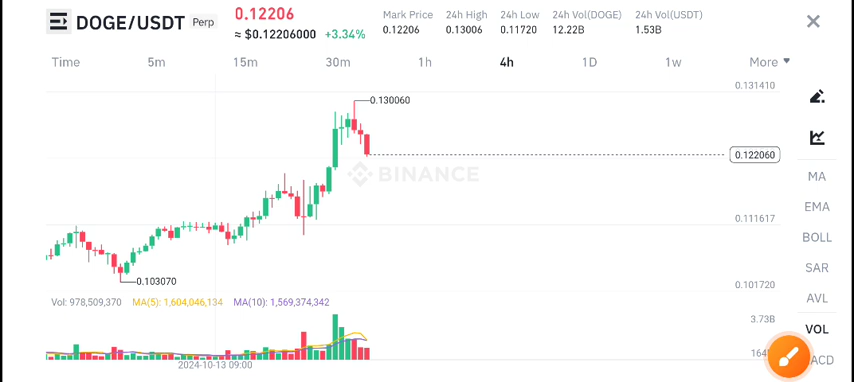 DOGE/USDT Perp
0.12206
≈ $0.12206000 +3.34%
Mark Price
0.12206
24h High
0.13006
24h Low
0.11720
24h Vol(DOGE)
12.22B
24h Vol(USDT)
1.53B
Time 5m 15m 30m 1h 4h 1D 1w More
0.131410
0.130600
0.122060
BINANCE
0.111617
0.103070
0.101720
MA
EMA
BOLL
SAR
AVL
VOL
Vol: 978,509,370 MA(5): 1,604,046,134 MA(10): 1,569,374,342
3.73B
2024-10-13 09:00